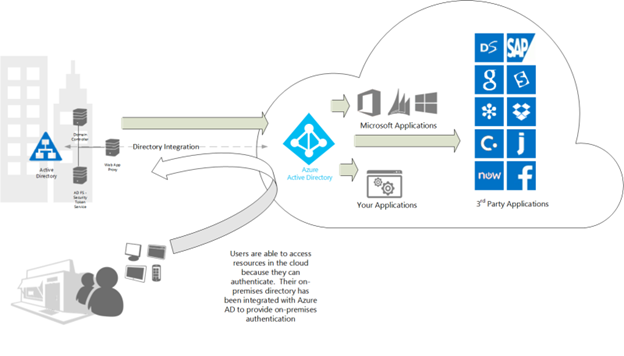 Domain
Controller
Directory Integration
Web App
Proxy
Active
Directory
AD FS -
Security
Token
Service
Azure
Active Directory
Microsoft Applications
Your Applications
DS
SAP
g
E
C.
j
now
f
3rd Party Applications
Users are able to access
resources in the cloud
because they can
authenticate. Their on-
premises directory has
been integrated with Azure
AD to provide on-premises
authentication